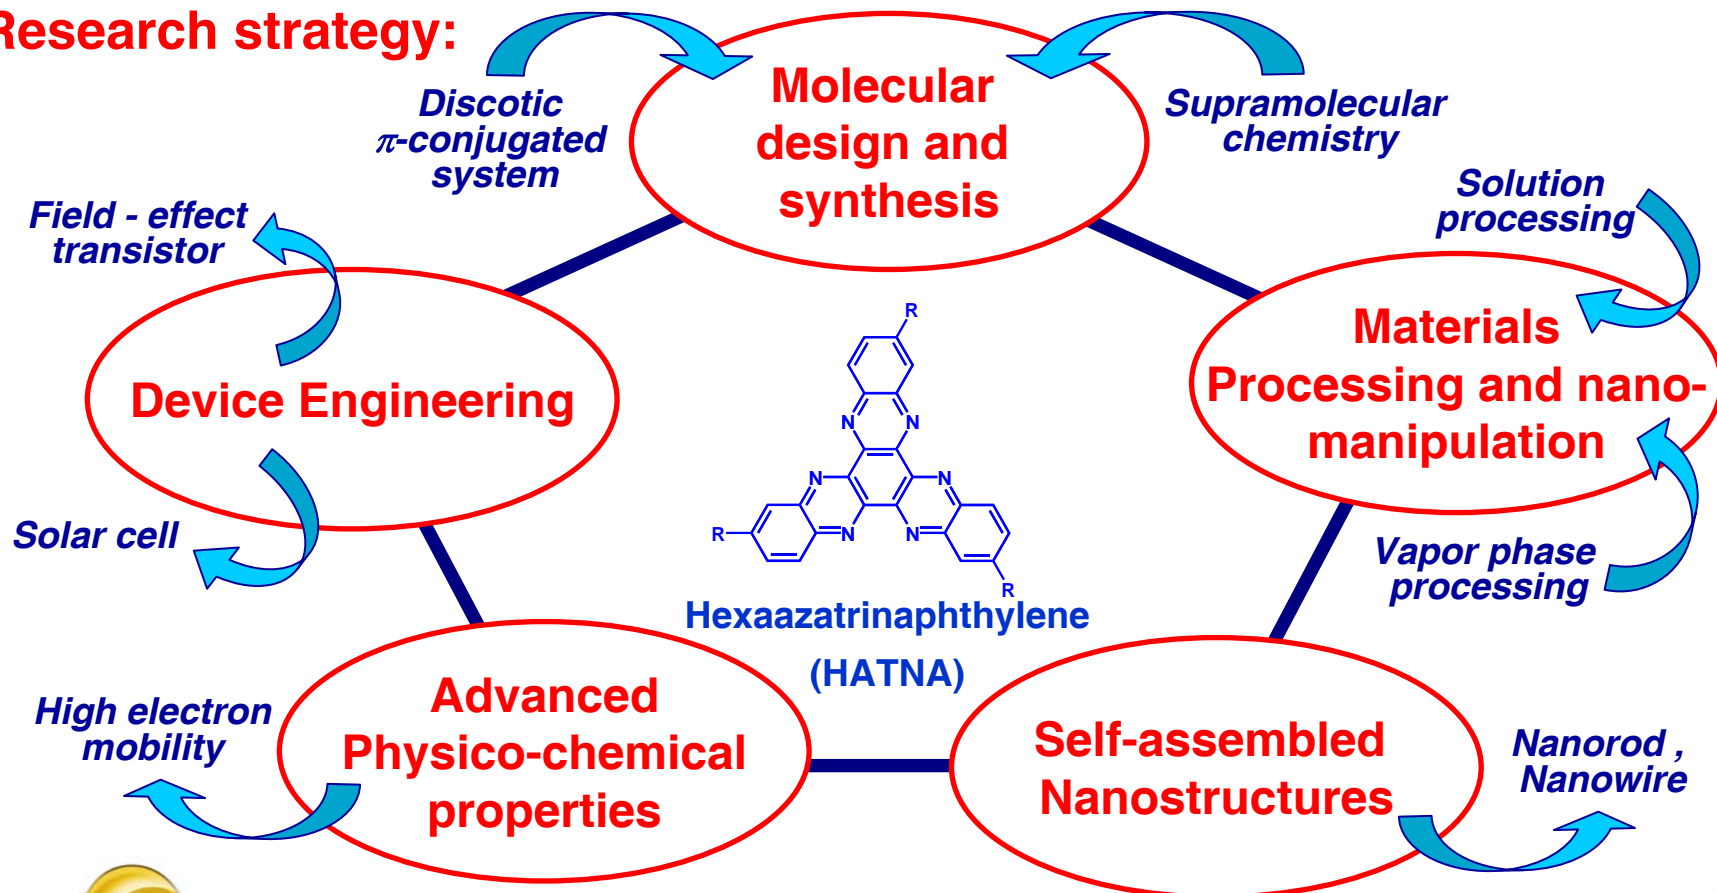 Research strategy:
Discotic
π-conjugated
system
Molecular
design and
synthesis
Supramolecular
chemistry
Solution
processing
Field - effect
transistor
Device Engineering
Solar cell
R
N N
N N
N N N N
R
R
Materials
Processing and nano-
manipulation
Vapor phase
processing
Hexaazatrinaphthylene
(HATNA)
High electron
mobility
Advanced
Physico-chemical
properties
Self-assembled
Nanostructures
Nanorod ,
Nanowire